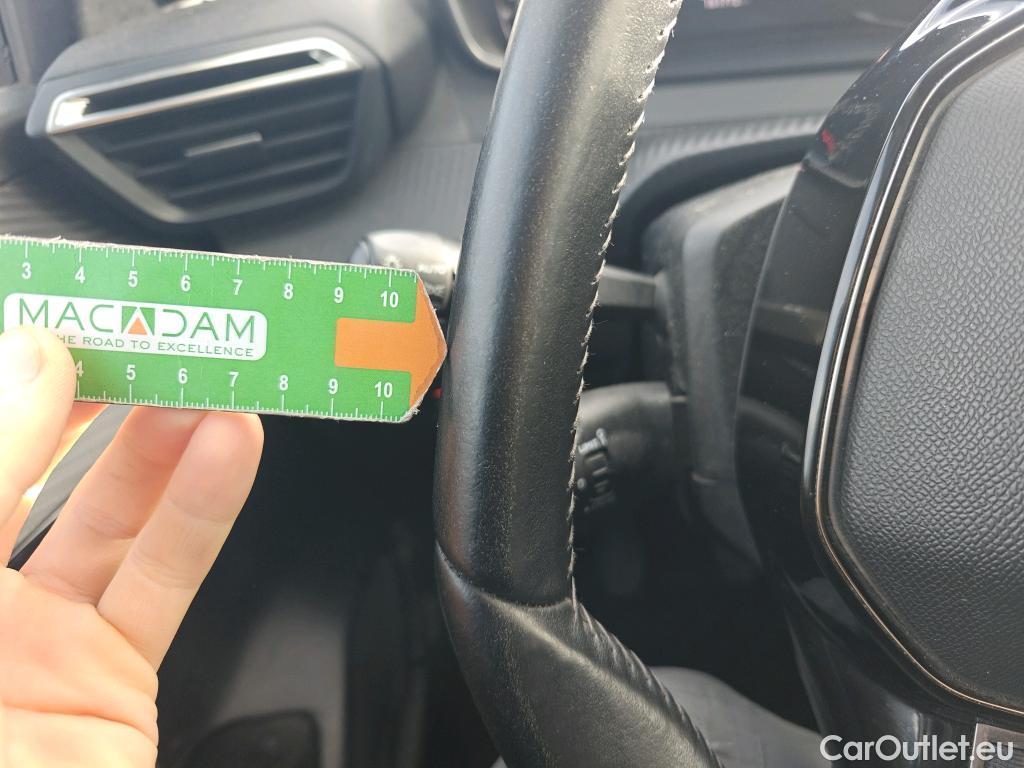 3 4 5 6 7 8 9 10
MACADAM
HE ROAD TO EXCELLENCE
4 5 6 7 8 9 10
CarOutlet.eu